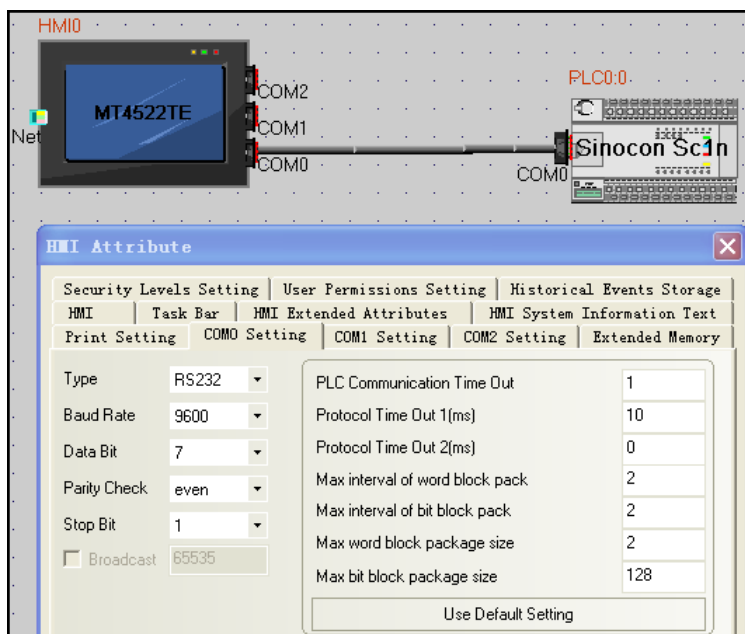 HMI0
COM2
MT4522TE
COM1
Net
COM0
PLC0:0
Sinocon Sc1n
COM0
HMI Attribute
Security Levels Setting User Permissions Setting Historical Events Storage
HMI Task Bar HMI Extended Attributes HMI System Information Text
Print Setting COM0 Setting COM1 Setting COM2 Setting Extended Memory
Type RS232
Baud Rate 9600
Data Bit 7
Parity Check even
Stop Bit 1
Broadcast 65535
PLC Communication Time Out 1
Protocol Time Out 1(ms) 10
Protocol Time Out 2(ms) 0
Max interval of word block pack 2
Max interval of bit block pack 2
Max word block package size 2
Max bit block package size 128
Use Default Setting